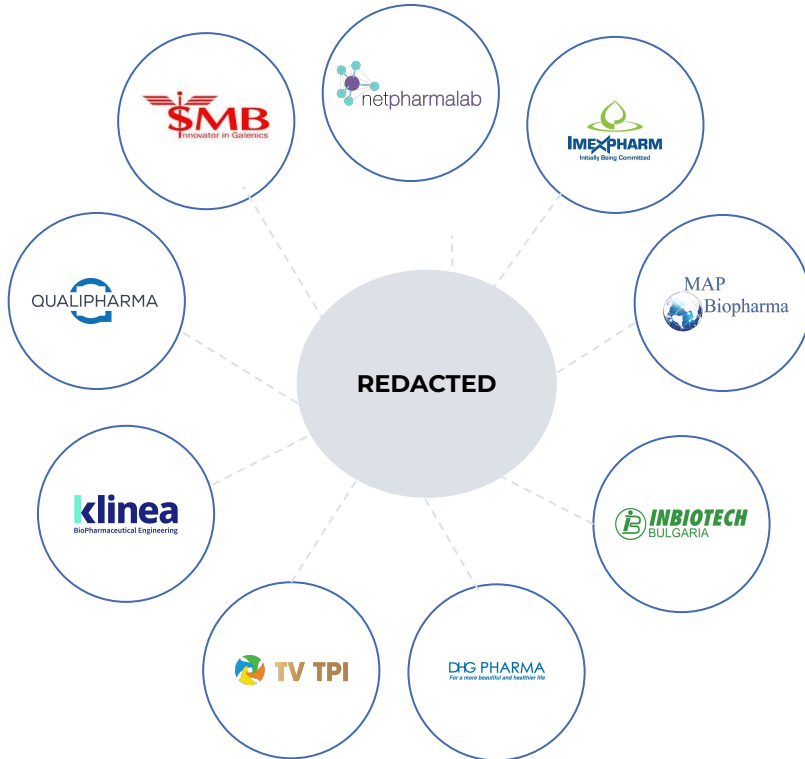 SMB
Innovator in Galenics
netpharmalab
IMEXPHARM
Initially Being Committed
QUALIPHARMA
MAP
Biopharma
REDACTED
klinea
BioPharmaceutical Engineering
INBIOTECH
BULGARIA
TV TPI
DHG PHARMA
For a more beautiful and healthier life